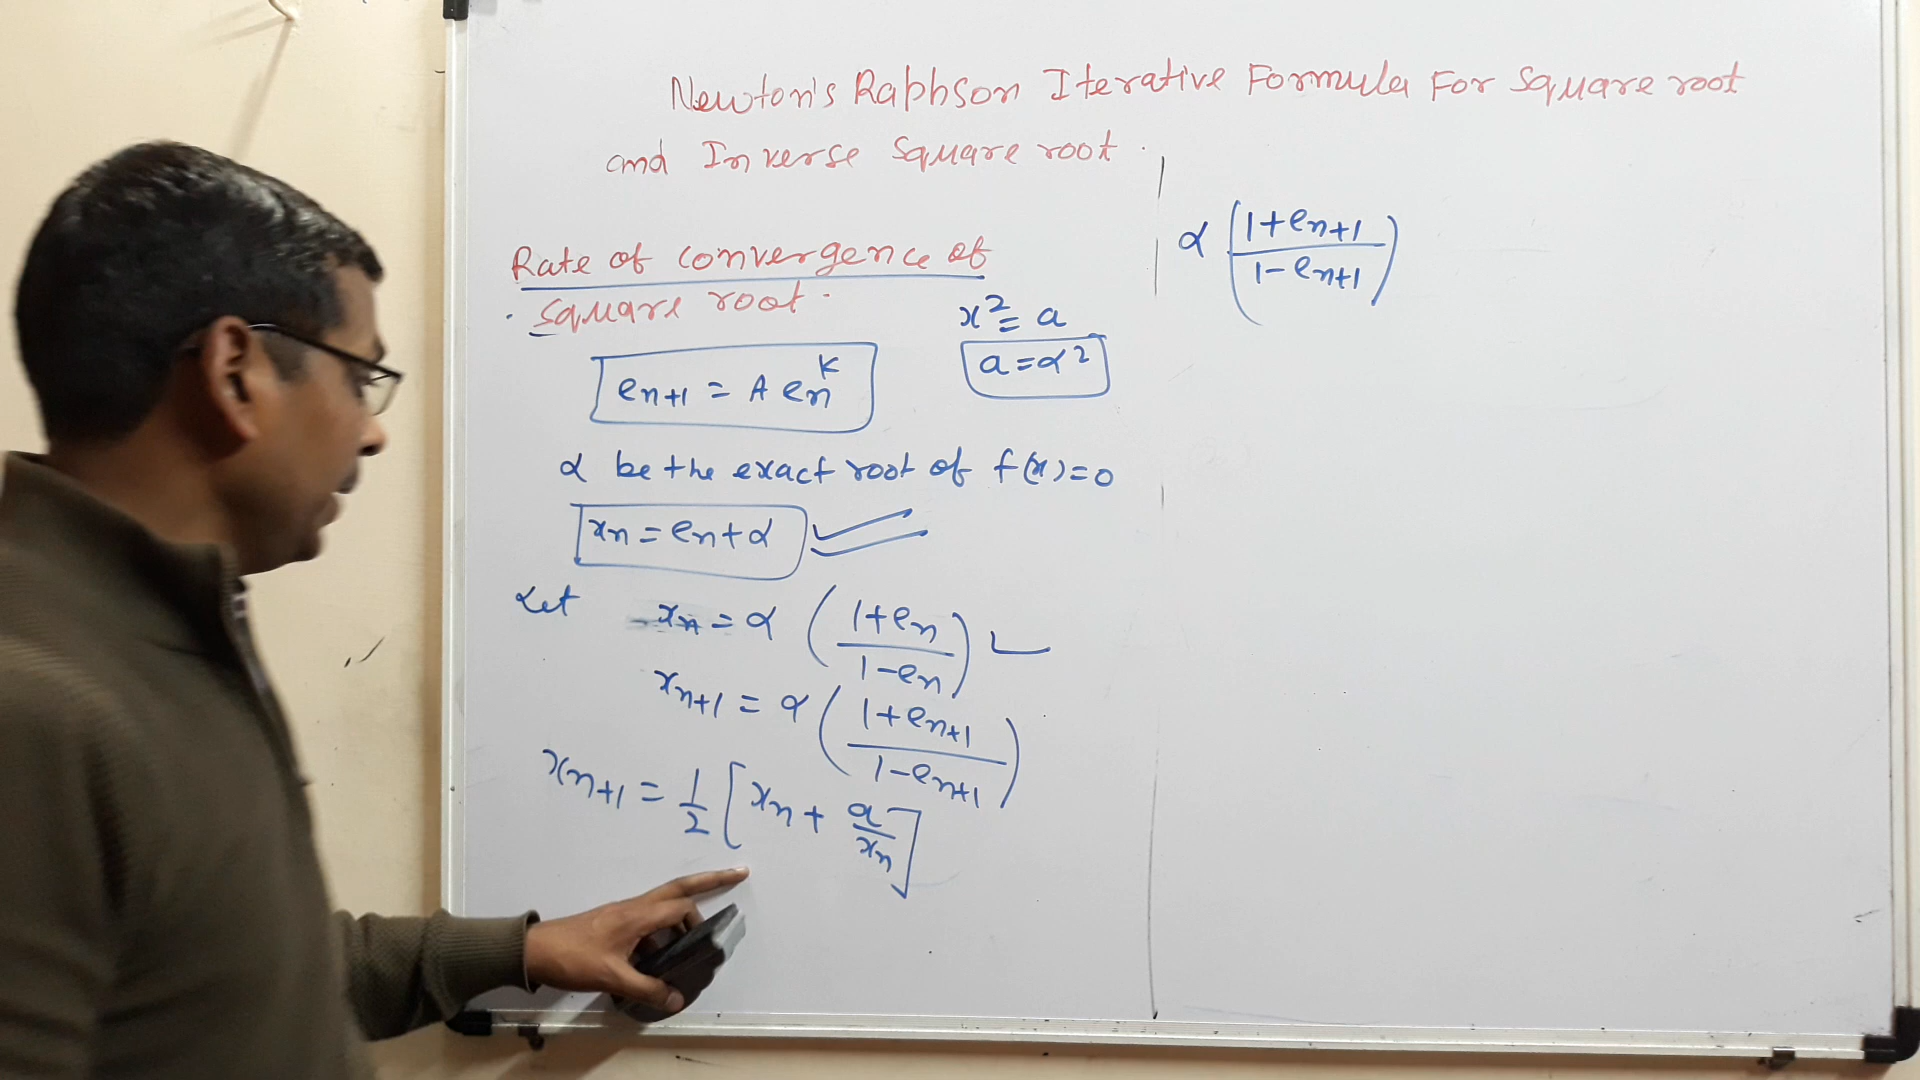 Newton's Raphson Iterative Formula For Square root
and Inverse Square root.
Rate of convergence of
square root.
x² = a
a = α²
eₙ₊₁ = A eₙᴷ
α be the exact root of f(x)=0
xₙ = eₙ + α
Let xₙ = α ( (1+eₙ) / (1-eₙ) )
xₙ₊₁ = α ( (1+eₙ₊₁) / (1-eₙ₊₁) )
xₙ₊₁ = 1/2 [ xₙ + a/xₙ ]
α ( (1+eₙ₊₁) / (1-eₙ₊₁) )